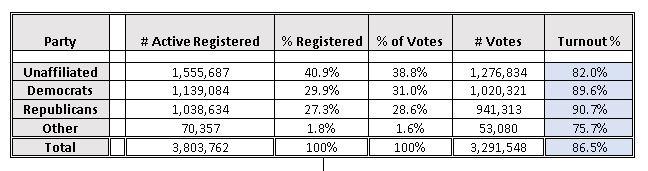 Party # Active Registered % Registered % of Votes # Votes Turnout %
Unaffiliated 1,555,687 40.9% 38.8% 1,276,834 82.0%
Democrats 1,139,084 29.9% 31.0% 1,020,321 89.6%
Republicans 1,038,634 27.3% 28.6% 941,313 90.7%
Other 70,357 1.8% 1.6% 53,080 75.7%
Total 3,803,762 100% 100% 3,291,548 86.5%